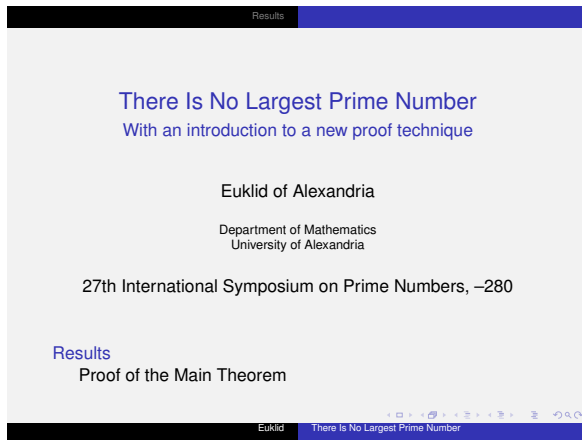 Results
There Is No Largest Prime Number
With an introduction to a new proof technique
Euklid of Alexandria
Department of Mathematics
University of Alexandria
27th International Symposium on Prime Numbers, –280
Results
Proof of the Main Theorem
Euklid There Is No Largest Prime Number